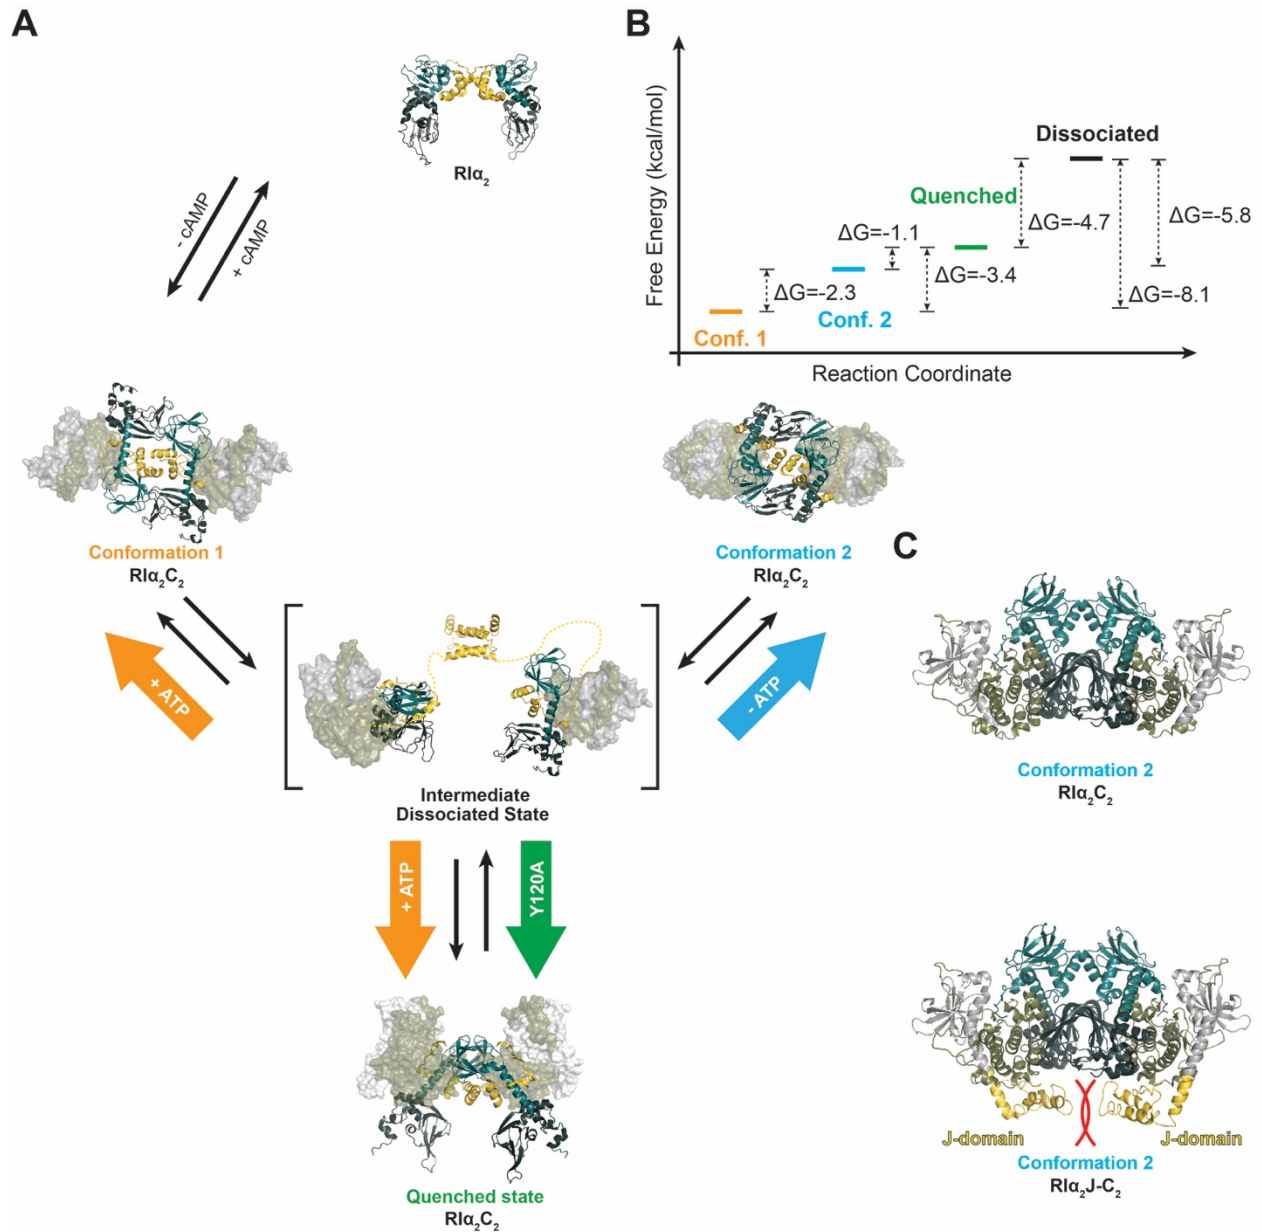 A
RIα₂
- cAMP
+ cAMP
Conformation 1
RIα₂C₂
Conformation 2
RIα₂C₂
+ ATP
- ATP
Intermediate
Dissociated State
+ ATP
Y120A
Quenched state
RIα₂C₂
B
Free Energy (kcal/mol)
Dissociated
Quenched
ΔG=-5.8
ΔG=-4.7
ΔG=-1.1
ΔG=-3.4
ΔG=-2.3
ΔG=-8.1
Conf. 2
Conf. 1
Reaction Coordinate
C
Conformation 2
RIα₂C₂
J-domain
J-domain
Conformation 2
RIα₂J-C₂